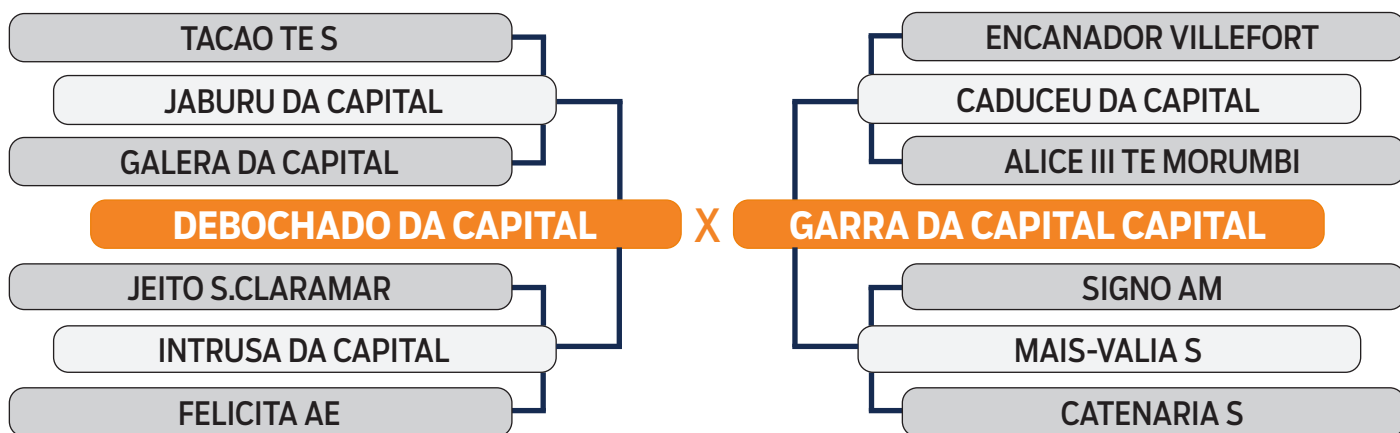 TACAO TE S
JABURU DA CAPITAL
GALERA DA CAPITAL
DEBOCHADO DA CAPITAL
JEITO S.CLARAMAR
INTRUSA DA CAPITAL
FELICITA AE
X
ENCANADOR VILLEFORT
CADUCEU DA CAPITAL
ALICE III TE MORUMBI
GARRA DA CAPITAL CAPITAL
SIGNO AM
MAIS-VALIA S
CATENARIA S